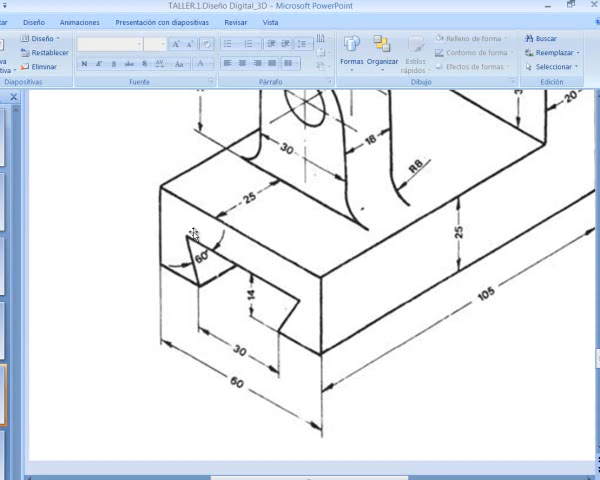 TALLER.1.Diseño Digital_3D - Microsoft PowerPoint
Diseño Animaciones Presentación con diapositivas Revisar Vista
Diseño
Restablecer
Eliminar
Formas Organizar Estilos rápidos
Relleno de forma
Contorno de forma
Efectos de formas
Buscar
Reemplazar
Seleccionar
Diapositivas Fuente Párrafo Dibujo Edición
20
30
18
R8
25
25
60°
14
105
30
60